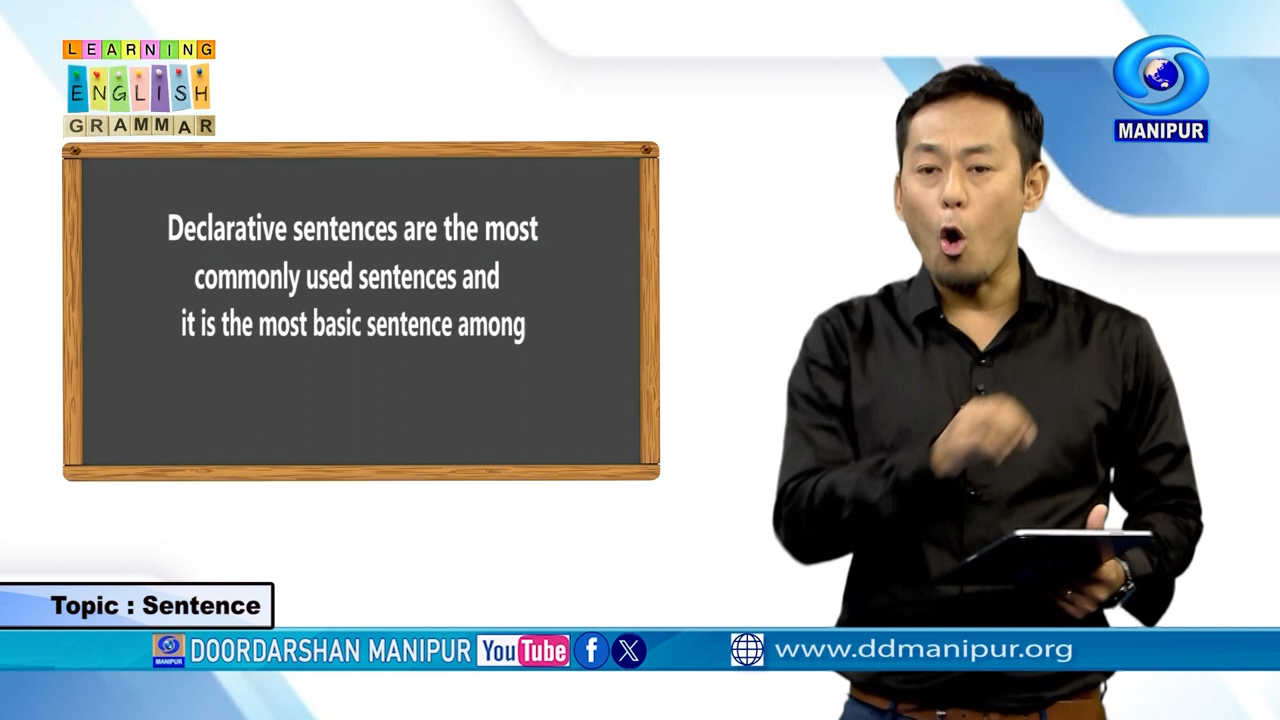 LEARNING
ENGLISH
GRAMMAR
MANIPUR
Declarative sentences are the most
commonly used sentences and
it is the most basic sentence among
Topic : Sentence
MANIPUR
DOORDARSHAN MANIPUR YouTube f X www.ddmanipur.org